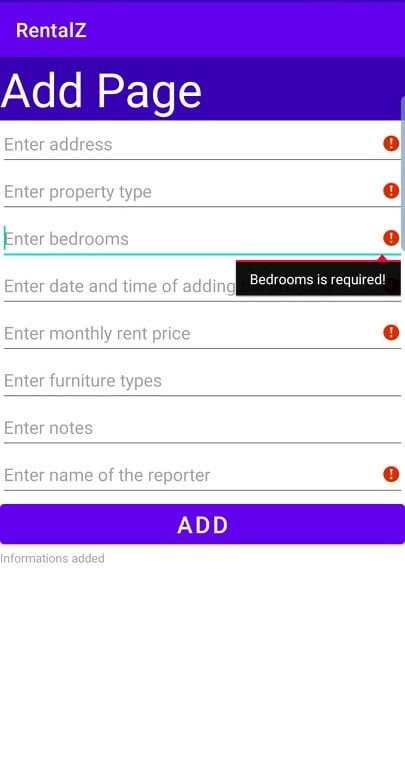 RentalZ
Add Page
Enter address
Enter property type
Enter bedrooms
Bedrooms is required!
Enter date and time of adding
Enter monthly rent price
Enter furniture types
Enter notes
Enter name of the reporter
ADD
Informations added